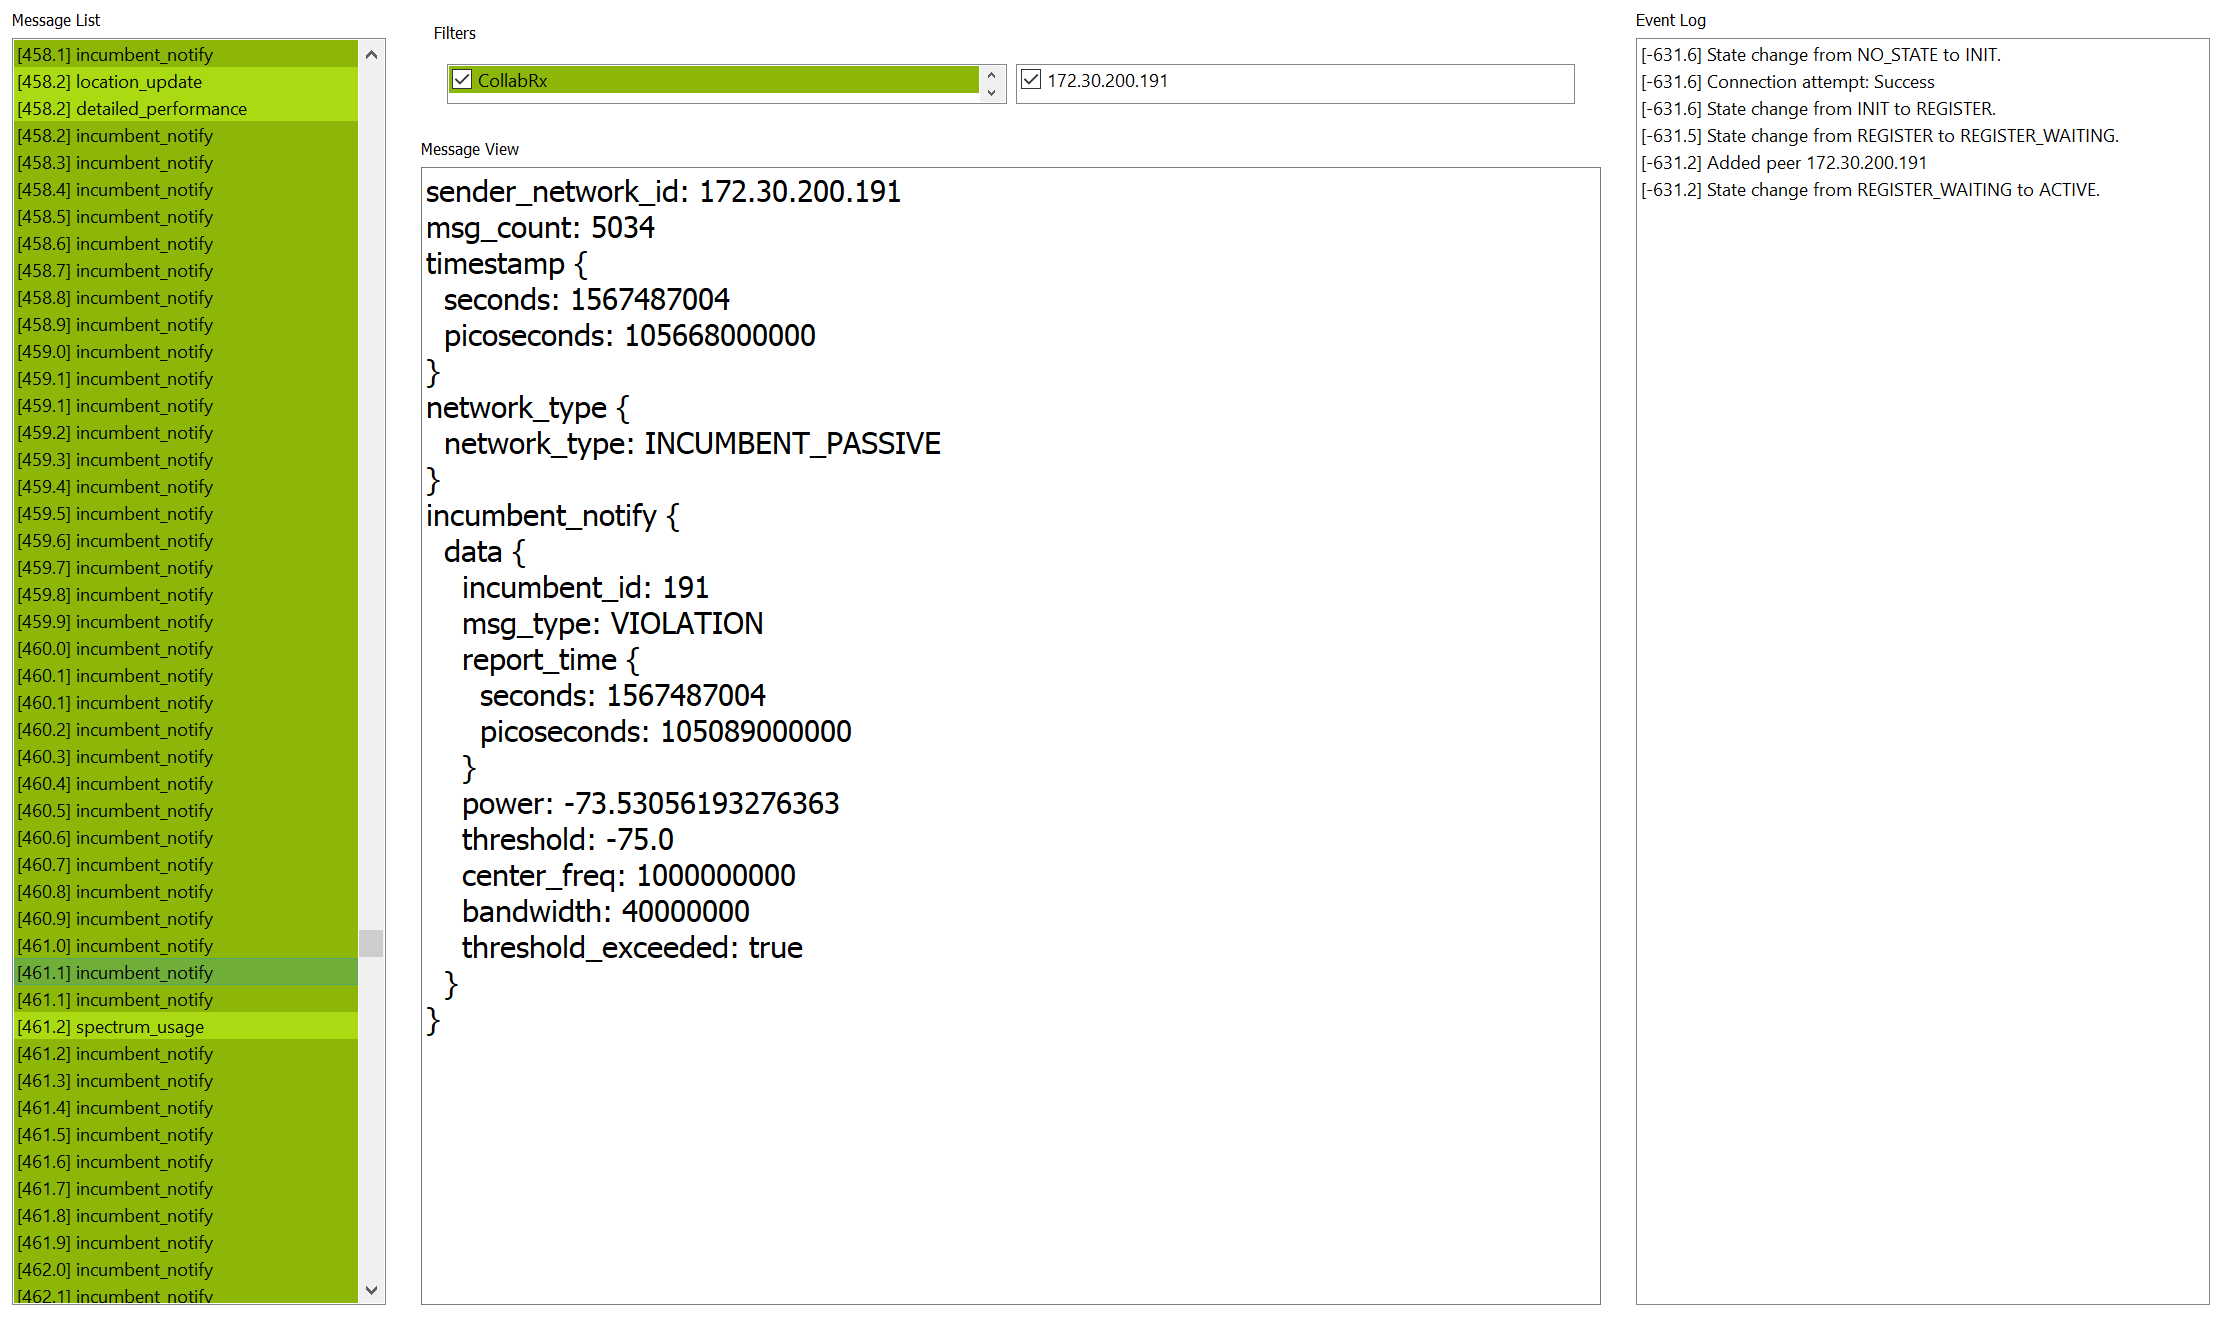 Message List
[458.1] incumbent_notify
[458.2] location_update
[458.2] detailed_performance
[458.2] incumbent_notify
[458.3] incumbent_notify
[458.4] incumbent_notify
[458.5] incumbent_notify
[458.6] incumbent_notify
[458.7] incumbent_notify
[458.8] incumbent_notify
[458.9] incumbent_notify
[459.0] incumbent_notify
[459.1] incumbent_notify
[459.1] incumbent_notify
[459.2] incumbent_notify
[459.3] incumbent_notify
[459.4] incumbent_notify
[459.5] incumbent_notify
[459.6] incumbent_notify
[459.7] incumbent_notify
[459.8] incumbent_notify
[459.9] incumbent_notify
[460.0] incumbent_notify
[460.1] incumbent_notify
[460.1] incumbent_notify
[460.2] incumbent_notify
[460.3] incumbent_notify
[460.4] incumbent_notify
[460.5] incumbent_notify
[460.6] incumbent_notify
[460.7] incumbent_notify
[460.8] incumbent_notify
[460.9] incumbent_notify
[461.0] incumbent_notify
[461.1] incumbent_notify
[461.1] incumbent_notify
[461.2] spectrum_usage
[461.2] incumbent_notify
[461.3] incumbent_notify
[461.4] incumbent_notify
[461.5] incumbent_notify
[461.6] incumbent_notify
[461.7] incumbent_notify
[461.8] incumbent_notify
[461.9] incumbent_notify
[462.0] incumbent_notify
[462.1] incumbent_notify
Filters
CollabRx
172.30.200.191
Message View
sender_network_id: 172.30.200.191
msg_count: 5034
timestamp {
seconds: 1567487004
picoseconds: 105668000000
}
network_type {
network_type: INCUMBENT_PASSIVE
}
incumbent_notify {
data {
incumbent_id: 191
msg_type: VIOLATION
report_time {
seconds: 1567487004
picoseconds: 105089000000
}
power: -73.53056193276363
threshold: -75.0
center_freq: 1000000000
bandwidth: 40000000
threshold_exceeded: true
}
}
Event Log
[-631.6] State change from NO_STATE to INIT.
[-631.6] Connection attempt: Success
[-631.6] State change from INIT to REGISTER.
[-631.5] State change from REGISTER to REGISTER_WAITING.
[-631.2] Added peer 172.30.200.191
[-631.2] State change from REGISTER_WAITING to ACTIVE.